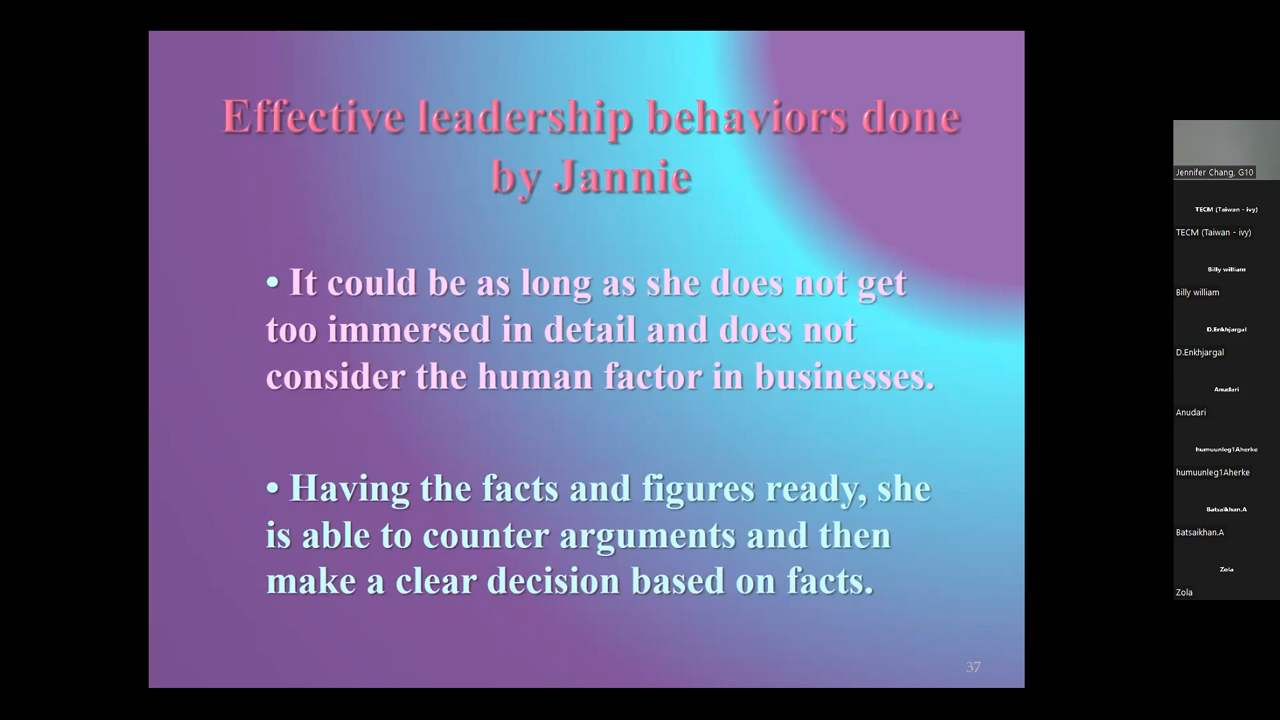 Effective leadership behaviors done
by Jannie
• It could be as long as she does not get
too immersed in detail and does not
consider the human factor in businesses.
• Having the facts and figures ready, she
is able to counter arguments and then
make a clear decision based on facts.
37
Jennifer Chang, G10
TECM (Taiwan - ivy)
TECM (Taiwan - ivy)
Billy william
Billy william
D.Enkhjargal
D.Enkhjargal
Anudari
Anudari
humuunleg1Aherke
humuunleg1Aherke
Batsaikhan.A
Batsaikhan.A
Zola
Zola